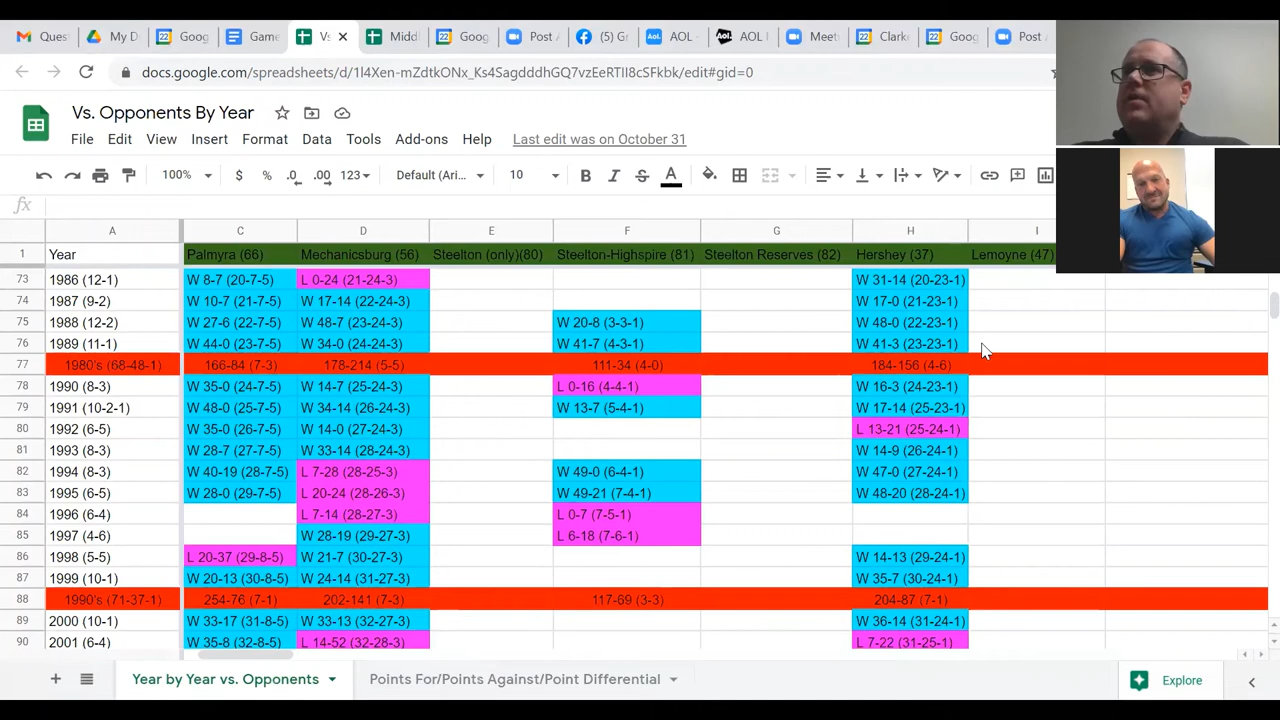 Quest My D Goog Game Vs Middl Goog Post A (5) Gr AOL - AOL I Meeti Clarke Goog Post A
docs.google.com/spreadsheets/d/1l4Xen-mZdtkONx_Ks4SagdddhGQ7vzEeRTII8cSFkbk/edit#gid=0
Vs. Opponents By Year
File Edit View Insert Format Data Tools Add-ons Help Last edit was on October 31
100% $ % .0 .00 123 Default (Ari... 10 B I S A
fx
A C D E F G H I
1 Year Palmyra (66) Mechanicsburg (56) Steelton (only)(80) Steelton-Highspire (81) Steelton Reserves (82) Hershey (37) Lemoyne (47)
73 1986 (12-1) W 8-7 (20-7-5) L 0-24 (21-24-3) W 31-14 (20-23-1)
74 1987 (9-2) W 10-7 (21-7-5) W 17-14 (22-24-3) W 17-0 (21-23-1)
75 1988 (12-2) W 27-6 (22-7-5) W 48-7 (23-24-3) W 20-8 (3-3-1) W 48-0 (22-23-1)
76 1989 (11-1) W 44-0 (23-7-5) W 34-0 (24-24-3) W 41-7 (4-3-1) W 41-3 (23-23-1)
77 1980's (68-48-1) 166-84 (7-3) 178-214 (5-5) 111-34 (4-0) 184-156 (4-6)
78 1990 (8-3) W 35-0 (24-7-5) W 14-7 (25-24-3) L 0-16 (4-4-1) W 16-3 (24-23-1)
79 1991 (10-2-1) W 48-0 (25-7-5) W 34-14 (26-24-3) W 13-7 (5-4-1) W 17-14 (25-23-1)
80 1992 (6-5) W 35-0 (26-7-5) W 14-0 (27-24-3) L 13-21 (25-24-1)
81 1993 (8-3) W 28-7 (27-7-5) W 33-14 (28-24-3) W 14-9 (26-24-1)
82 1994 (8-3) W 40-19 (28-7-5) L 7-28 (28-25-3) W 49-0 (6-4-1) W 47-0 (27-24-1)
83 1995 (6-5) W 28-0 (29-7-5) L 20-24 (28-26-3) W 49-21 (7-4-1) W 48-20 (28-24-1)
84 1996 (6-4) L 7-14 (28-27-3) L 0-7 (7-5-1)
85 1997 (4-6) W 28-19 (29-27-3) L 6-18 (7-6-1)
86 1998 (5-5) L 20-37 (29-8-5) W 21-7 (30-27-3) W 14-13 (29-24-1)
87 1999 (10-1) W 20-13 (30-8-5) W 24-14 (31-27-3) W 35-7 (30-24-1)
88 1990's (71-37-1) 254-76 (7-1) 202-141 (7-3) 117-69 (3-3) 204-87 (7-1)
89 2000 (10-1) W 33-17 (31-8-5) W 33-13 (32-27-3) W 36-14 (31-24-1)
90 2001 (6-4) W 35-8 (32-8-5) L 14-52 (32-28-3) L 7-22 (31-25-1)
Year by Year vs. Opponents Points For/Points Against/Point Differential Explore